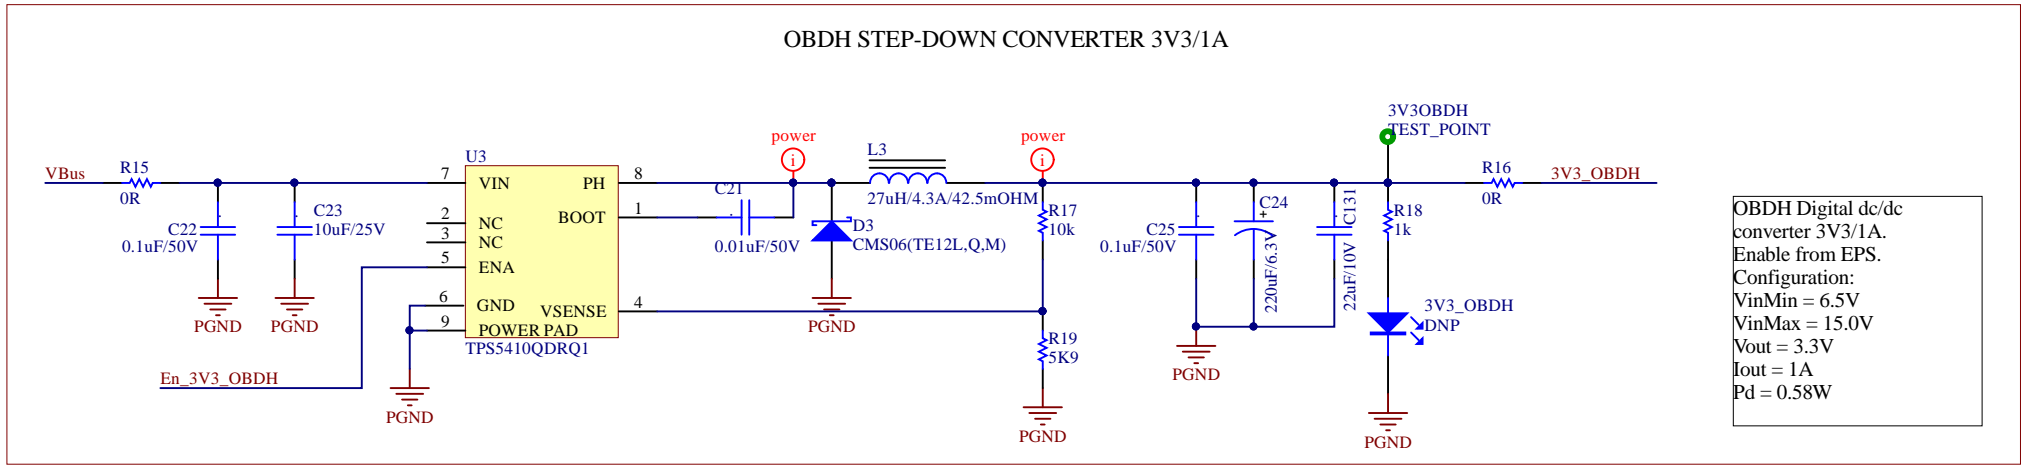 OBDH STEP-DOWN CONVERTER 3V3/1A
VBus
R15
0R
C22
0.1uF/50V
PGND
C23
10uF/25V
PGND
En_3V3_OBDH
U3
7
VIN
2
NC
3
NC
5
ENA
6
GND
9
POWER PAD
PH
8
BOOT
1
VSENSE
4
TPS5410QDRQ1
PGND
C21
0.01uF/50V
power
i
D3
CMS06(TE12L,Q,M)
PGND
L3
27uH/4.3A/42.5mOHM
power
i
R17
10k
R19
5K9
PGND
C25
0.1uF/50V
C24
+
220uF/6.3V
C131
22uF/10V
PGND
3V3OBDH
TEST_POINT
R18
1k
3V3_OBDH
DNP
PGND
R16
0R
3V3_OBDH
OBDH Digital dc/dc
converter 3V3/1A.
Enable from EPS.
Configuration:
VinMin = 6.5V
VinMax = 15.0V
Vout = 3.3V
Iout = 1A
Pd = 0.58W